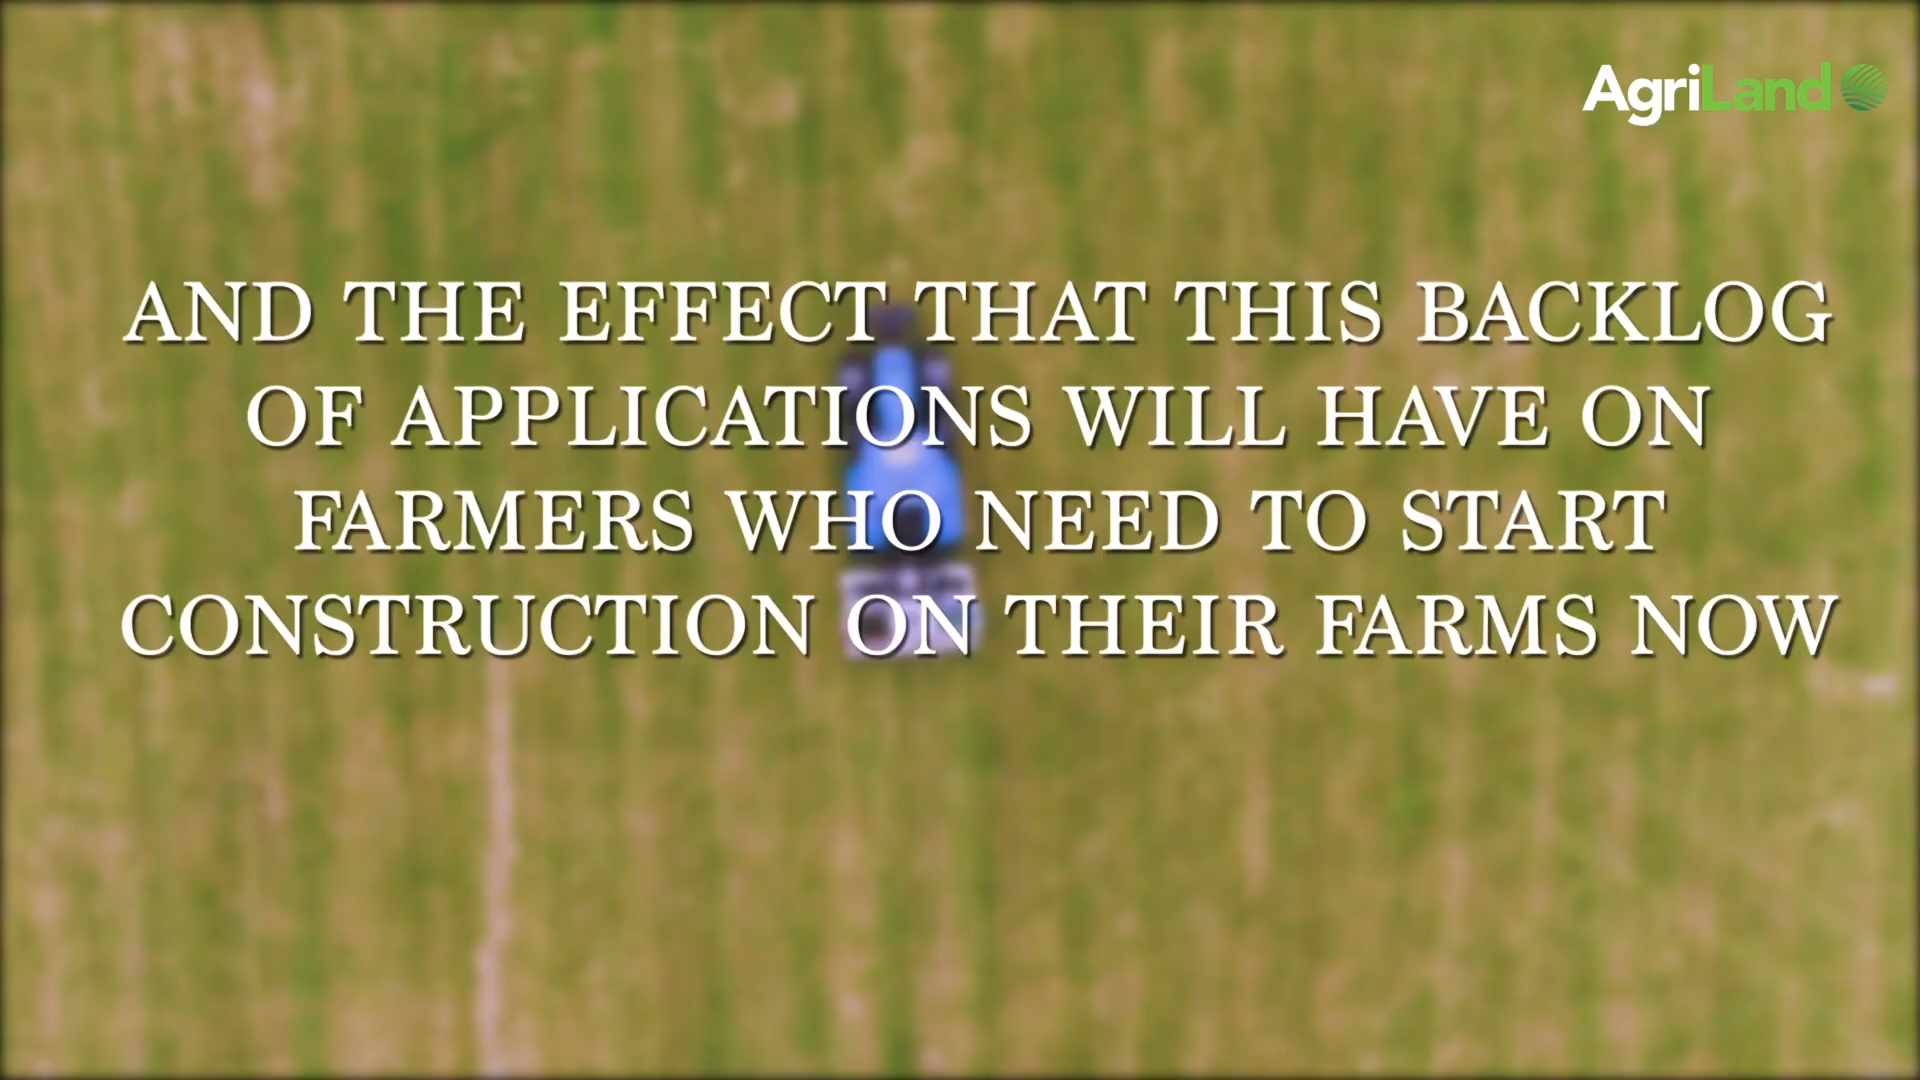 AgriLand
AND THE EFFECT THAT THIS BACKLOG
OF APPLICATIONS WILL HAVE ON
FARMERS WHO NEED TO START
CONSTRUCTION ON THEIR FARMS NOW